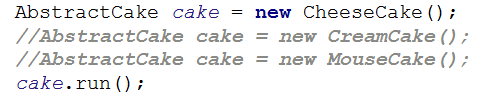 AbstractCake cake = new CheeseCake();
//AbstractCake cake = new CreamCake();
//AbstractCake cake = new MouseCake();
cake.run();